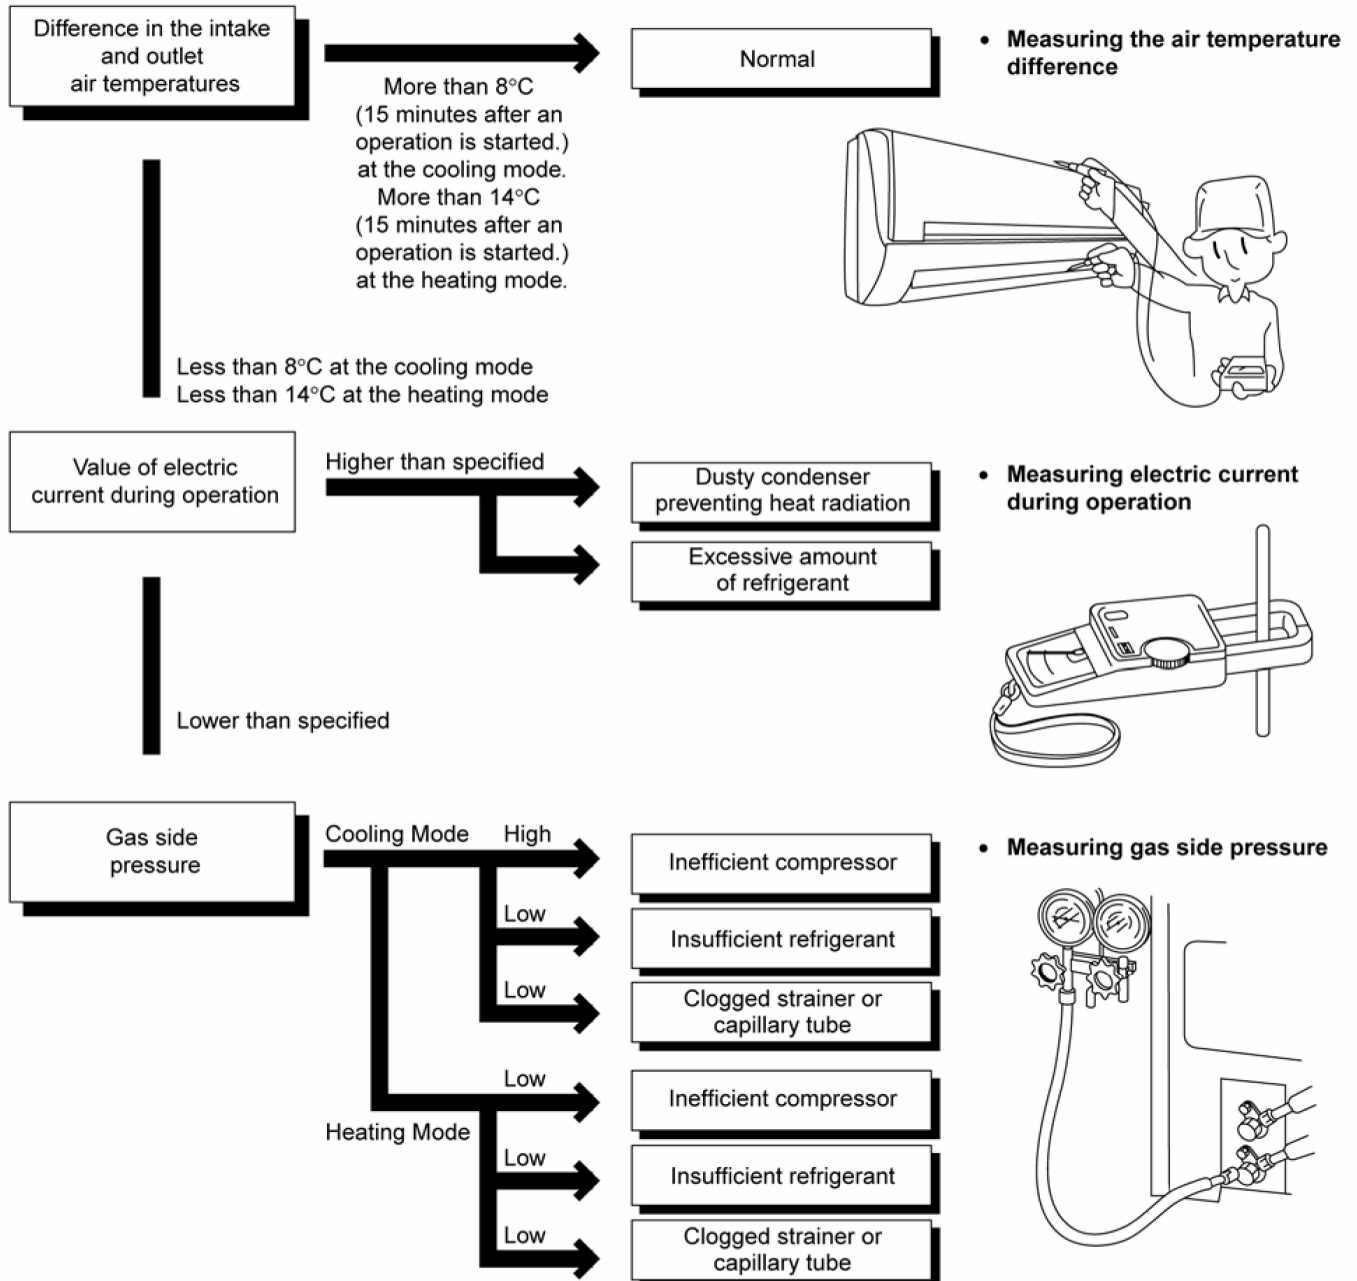 Difference in the intake
and outlet
air temperatures
More than 8°C
(15 minutes after an
operation is started.)
at the cooling mode.
More than 14°C
(15 minutes after an
operation is started.)
at the heating mode.
Normal
• Measuring the air temperature
difference
Less than 8°C at the cooling mode
Less than 14°C at the heating mode
Value of electric
current during operation
Higher than specified
Dusty condenser
preventing heat radiation
Excessive amount
of refrigerant
• Measuring electric current
during operation
Lower than specified
Gas side
pressure
Cooling Mode
High
Inefficient compressor
Low
Insufficient refrigerant
Low
Clogged strainer or
capillary tube
• Measuring gas side pressure
Heating Mode
Low
Inefficient compressor
Low
Insufficient refrigerant
Low
Clogged strainer or
capillary tube